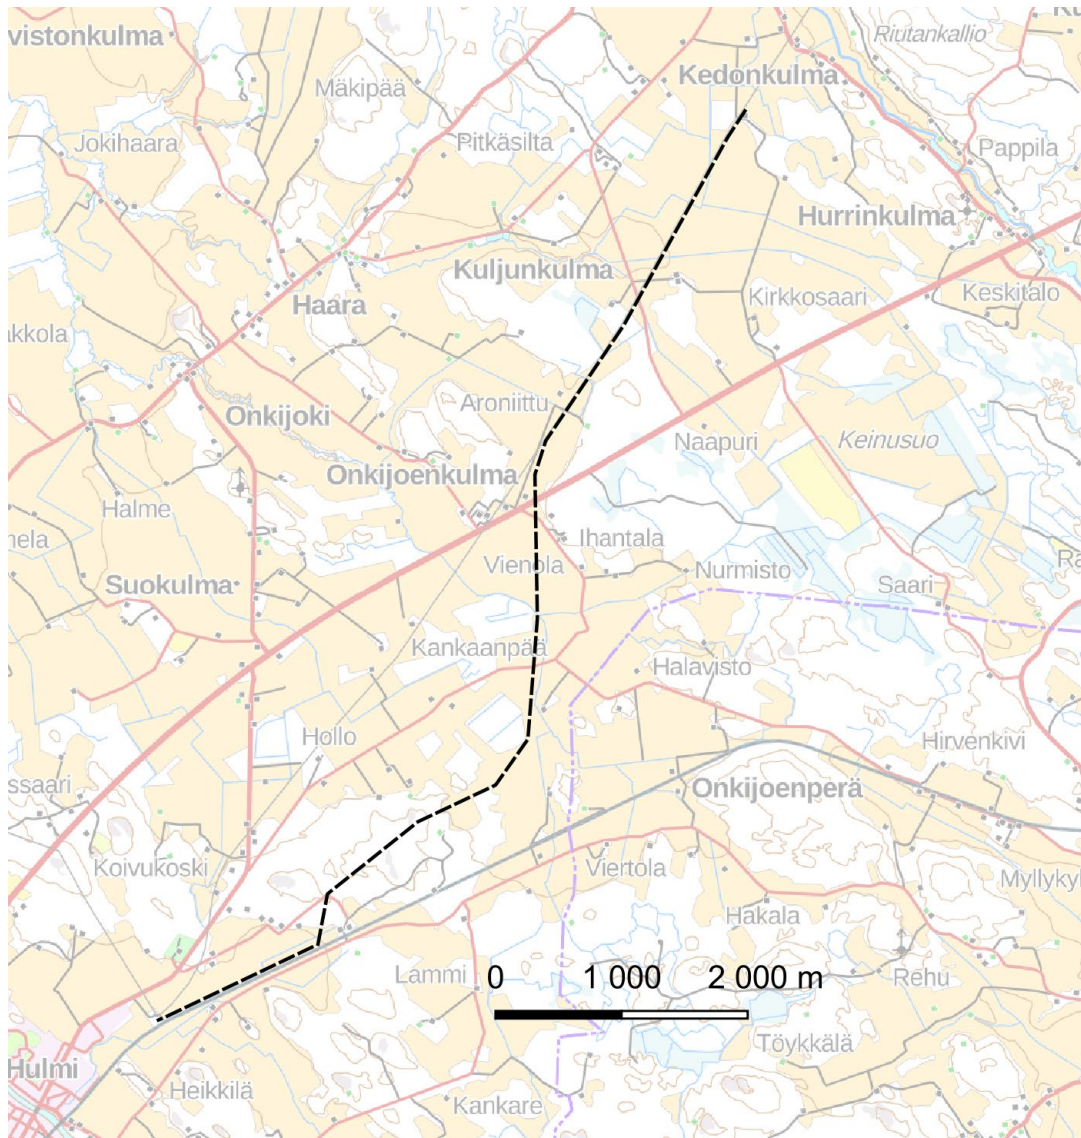 vistonkulma
Riutankallio
Kedonkulma
Mäkipää
Jokihaara
Pitkäsilta
Pappila
Hurrinkulma
Kuljunkulma
Haara
Kirkkosaari
Keskitalo
akkola
Aroniittu
Onkijoki
Naapuri
Keinusuo
Onkijoenkulma
Halme
nela
Ihantala
Vienola
Nurmisto
Suokulma
Saari
Kankaanpää
Halavisto
Hollo
Hirvenkivi
ssaari
Onkijoenperä
Koivukoski
Viertola
Myllykyl
Hakala
Lammi
Rehu
0 1 000 2 000 m
Töykkälä
Hulmi
Heikkilä
Kankare